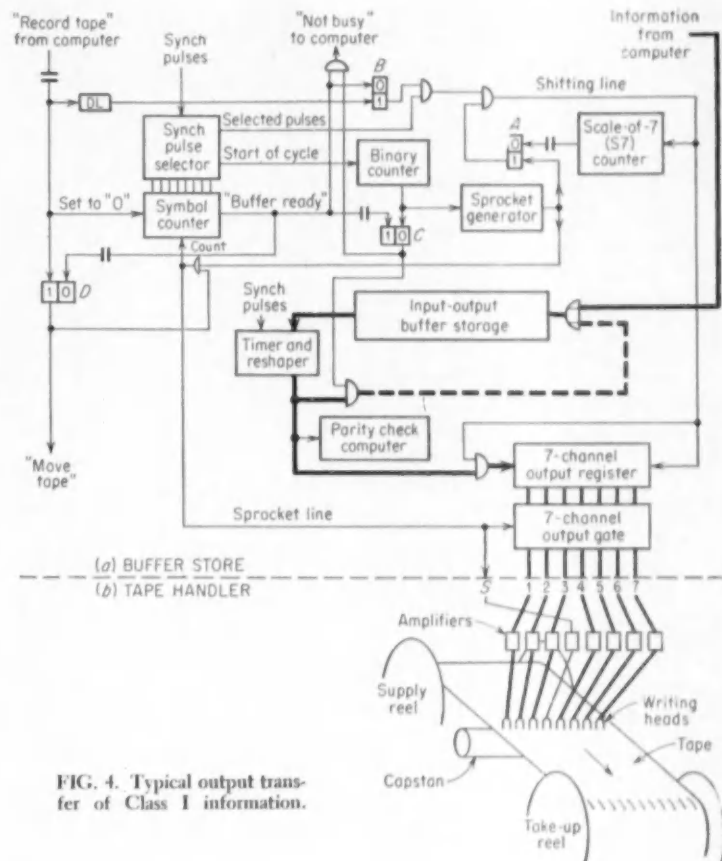 "Record tape"
from computer
Synch
pulses
"Not busy"
to computer
Information
from
computer
B
0
1
DL
Shifting line
Selected pulses
Synch
pulse
selector
Start of cycle
Binary
counter
A
0
1
Scale-of-7
(S7)
counter
Set to "0"
Symbol
counter
"Buffer ready"
Sprocket
generator
Count
1 0 C
1 0 D
Synch
pulses
Input-output
buffer storage
Timer and
reshaper
Parity check
computer
"Move
tape"
7-channel
output register
Sprocket line
7-channel
output gate
(a) BUFFER STORE
(b) TAPE HANDLER
S 1 2 3 4 5 6 7
Amplifiers
Supply
reel
Writing
heads
Tape
Capstan
Take-up
reel
FIG. 4. Typical output trans-
fer of Class I information.